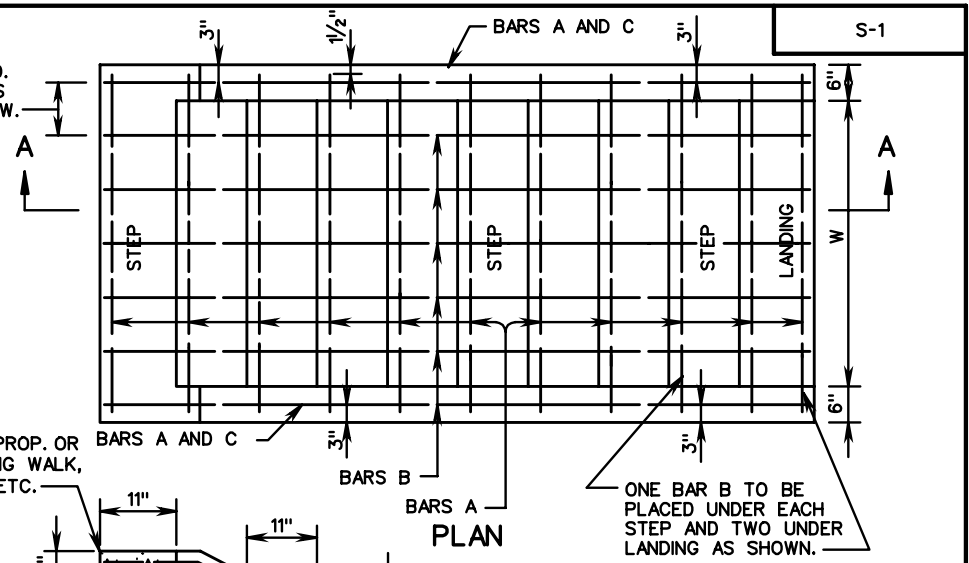 S-1
BARS A AND C
3"
1½"
3"
6"
O.
S
W.
A
A
STEP
STEP
STEP
LANDING
W
6"
3"
3"
BARS A AND C
PROP. OR
NG WALK,
ETC.
BARS B
BARS A
PLAN
ONE BAR B TO BE
PLACED UNDER EACH
STEP AND TWO UNDER
LANDING AS SHOWN.
11"
11"
"